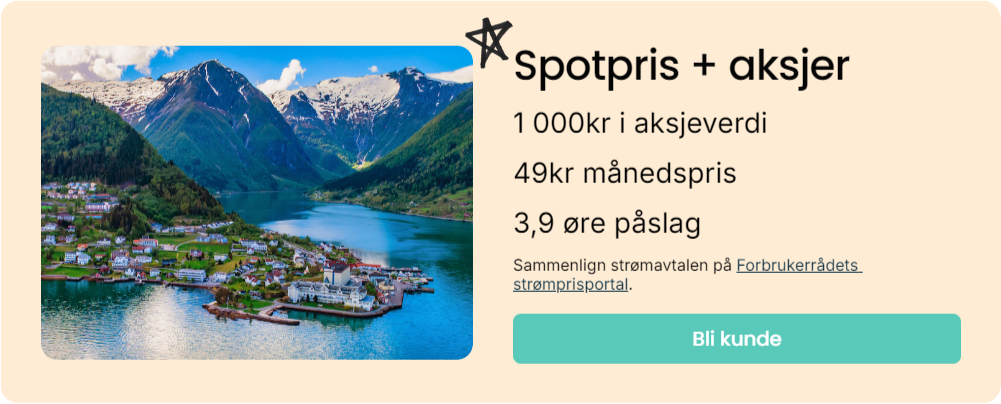 Spotpris + aksjer
1 000kr i aksjeverdi
49kr månedspris
3,9 øre påslag
Sammenlign strømavtalen på Forbrukerrådets
strømprisportal.
Bli kunde